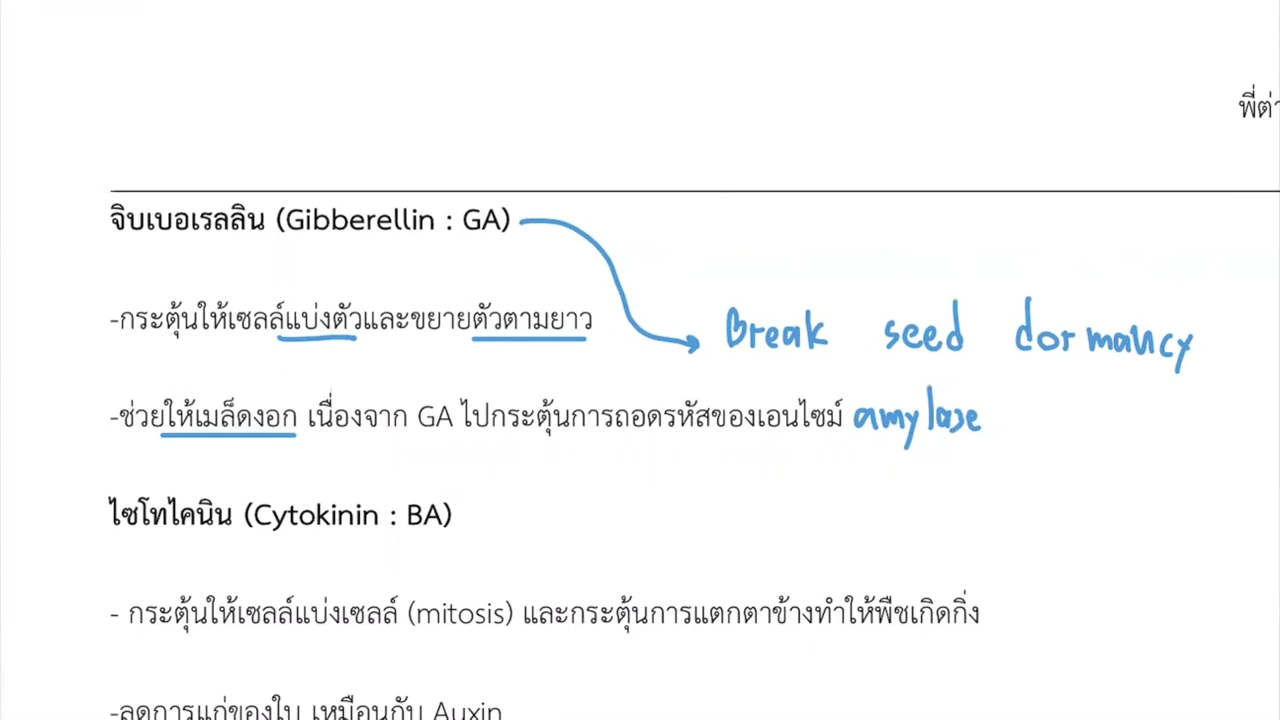 พี่ต่า
จิบเบอเรลลิน (Gibberellin : GA)
-กระตุ้นให้เซลล์แบ่งตัวและขยายตัวตามยาว
Break seed dormancy
-ช่วยให้เมล็ดงอก เนื่องจาก GA ไปกระตุ้นการถอดรหัสของเอนไซม์ amylase
ไซโทไคนิน (Cytokinin : BA)
- กระตุ้นให้เซลล์แบ่งเซลล์ (mitosis) และกระตุ้นการแตกตาข้างทำให้พืชเกิดกิ่ง
-ลดการแก่ของใบ เหมือนกับ Auxin